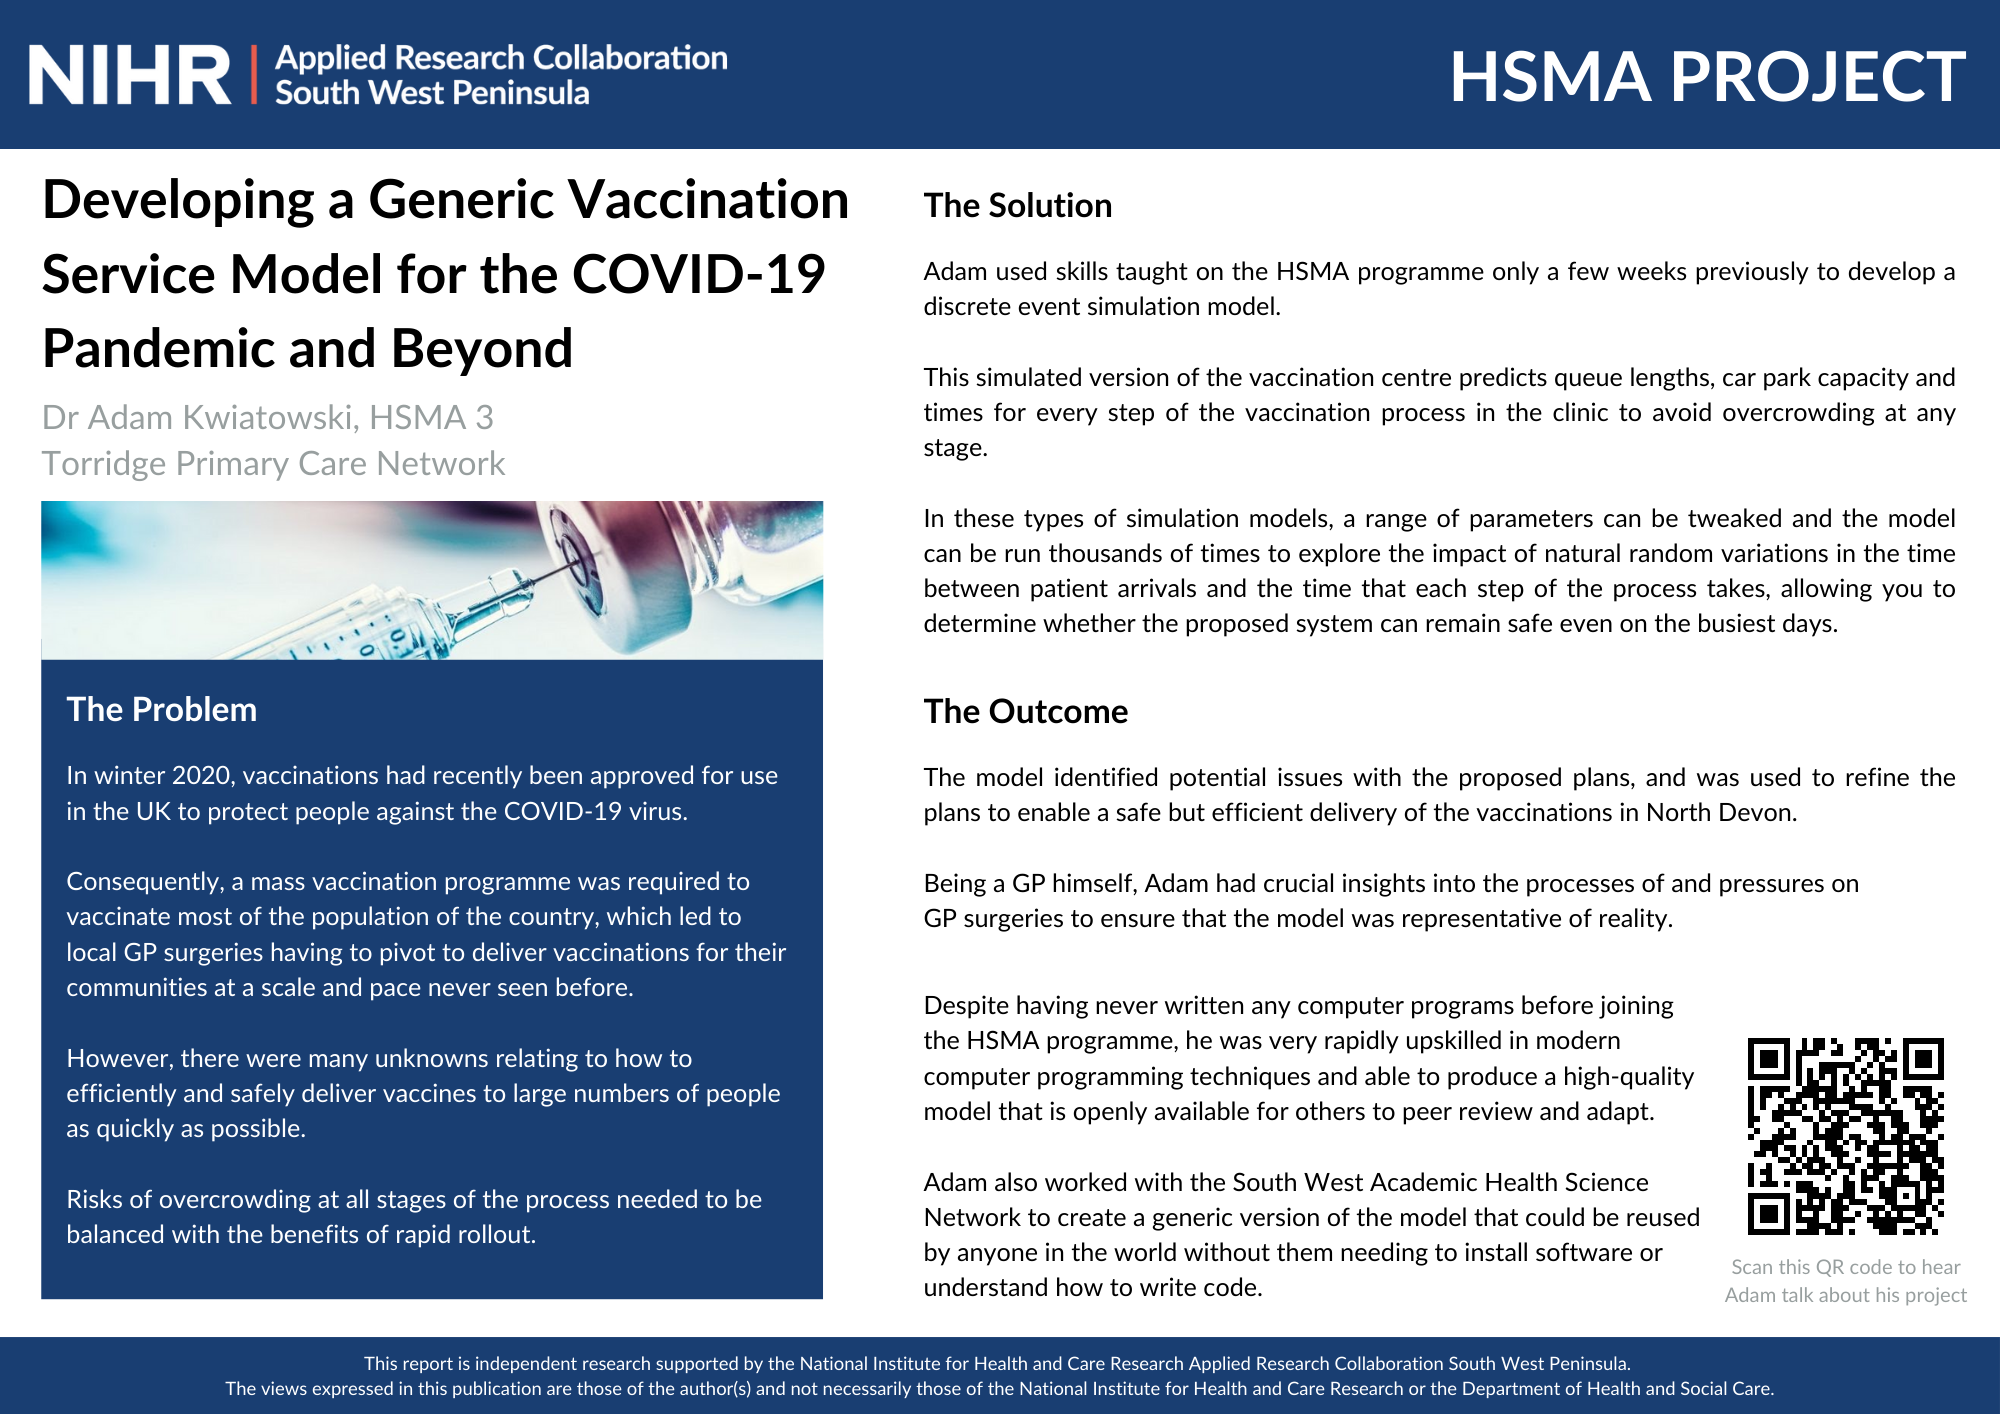 NIHR | Applied Research Collaboration
South West Peninsula
HSMA PROJECT
Developing a Generic Vaccination
Service Model for the COVID-19
Pandemic and Beyond
Dr Adam Kwiatowski, HSMA 3
Torridge Primary Care Network
The Problem
In winter 2020, vaccinations had recently been approved for use
in the UK to protect people against the COVID-19 virus.
Consequently, a mass vaccination programme was required to
vaccinate most of the population of the country, which led to
local GP surgeries having to pivot to deliver vaccinations for their
communities at a scale and pace never seen before.
However, there were many unknowns relating to how to
efficiently and safely deliver vaccines to large numbers of people
as quickly as possible.
Risks of overcrowding at all stages of the process needed to be
balanced with the benefits of rapid rollout.
The Solution
Adam used skills taught on the HSMA programme only a few weeks previously to develop a
discrete event simulation model.
This simulated version of the vaccination centre predicts queue lengths, car park capacity and
times for every step of the vaccination process in the clinic to avoid overcrowding at any
stage.
In these types of simulation models, a range of parameters can be tweaked and the model
can be run thousands of times to explore the impact of natural random variations in the time
between patient arrivals and the time that each step of the process takes, allowing you to
determine whether the proposed system can remain safe even on the busiest days.
The Outcome
The model identified potential issues with the proposed plans, and was used to refine the
plans to enable a safe but efficient delivery of the vaccinations in North Devon.
Being a GP himself, Adam had crucial insights into the processes of and pressures on
GP surgeries to ensure that the model was representative of reality.
Despite having never written any computer programs before joining
the HSMA programme, he was very rapidly upskilled in modern
computer programming techniques and able to produce a high-quality
model that is openly available for others to peer review and adapt.
Adam also worked with the South West Academic Health Science
Network to create a generic version of the model that could be reused
by anyone in the world without them needing to install software or
understand how to write code.
Scan this QR code to hear
Adam talk about his project
This report is independent research supported by the National Institute for Health and Care Research Applied Research Collaboration South West Peninsula.
The views expressed in this publication are those of the author(s) and not necessarily those of the National Institute for Health and Care Research or the Department of Health and Social Care.